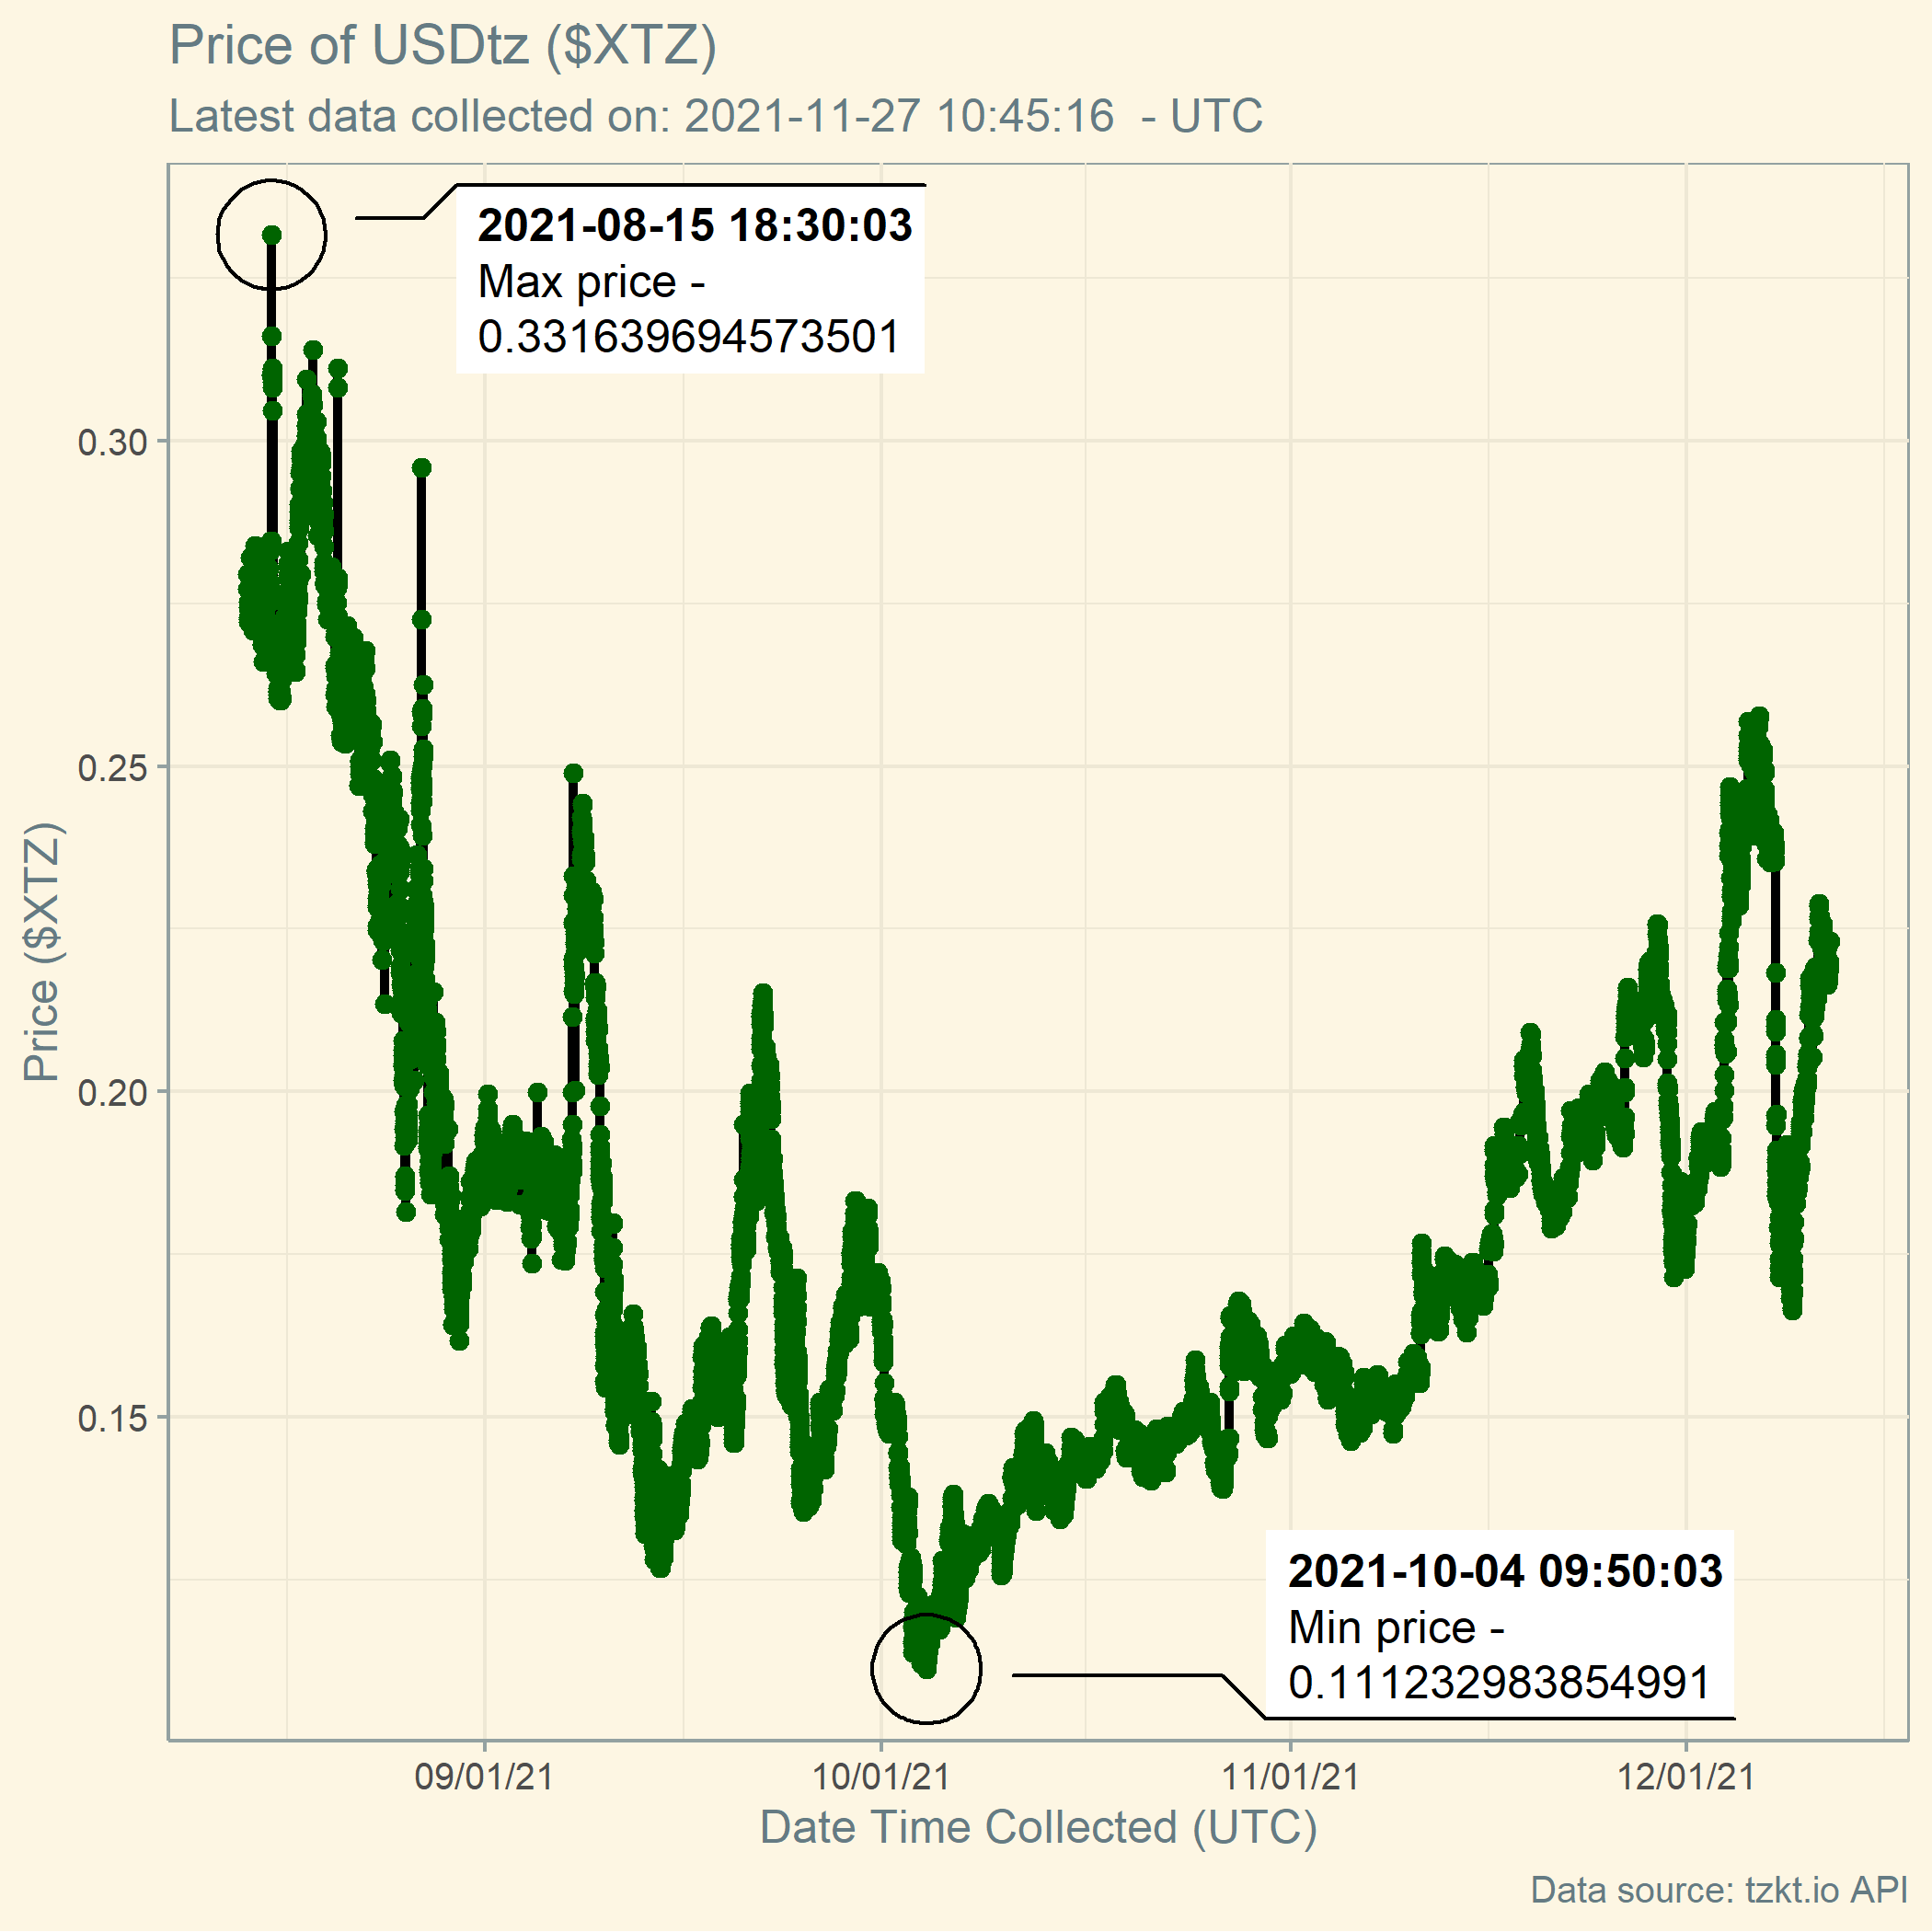 Price of USDtz ($XTZ)
Latest data collected on: 2021-11-27 10:45:16  - UTC
2021-08-15 18:30:03
Max price -
0.331639694573501
0.30
0.25
0.20
0.15
Price ($XTZ)
2021-10-04 09:50:03
Min price -
0.111232983854991
09/01/21
10/01/21
11/01/21
12/01/21
Date Time Collected (UTC)
Data source: tzkt.io API